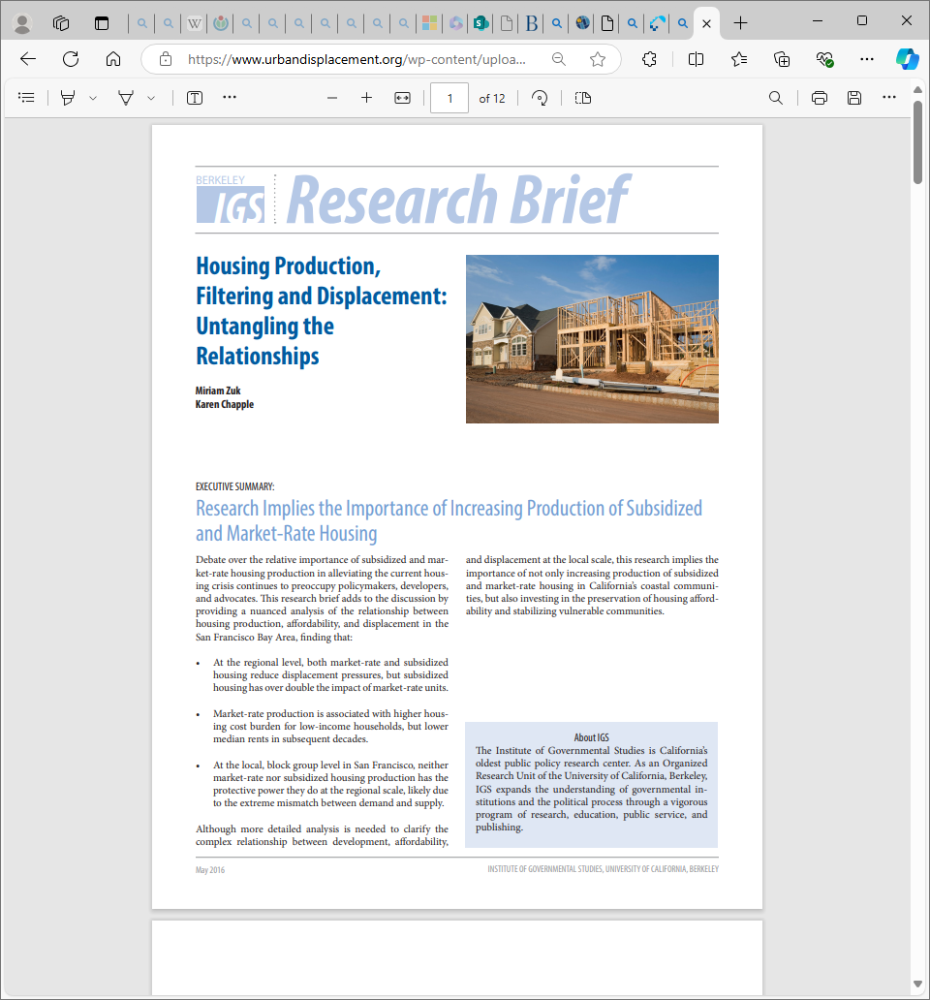 https://www.urbandisplacement.org/wp-content/uploa...
1 of 12
BERKELEY
IGS
Research Brief
Housing Production,
Filtering and Displacement:
Untangling the
Relationships
Miriam Zuk
Karen Chapple
EXECUTIVE SUMMARY:
Research Implies the Importance of Increasing Production of Subsidized
and Market-Rate Housing
Debate over the relative importance of subsidized and mar-
ket-rate housing production in alleviating the current hous-
ing crisis continues to preoccupy policymakers, developers,
and advocates. This research brief adds to the discussion by
providing a nuanced analysis of the relationship between
housing production, affordability, and displacement in the
San Francisco Bay Area, finding that:
• At the regional level, both market-rate and subsidized
housing reduce displacement pressures, but subsidized
housing has over double the impact of market-rate units.
• Market-rate production is associated with higher hous-
ing cost burden for low-income households, but lower
median rents in subsequent decades.
• At the local, block group level in San Francisco, neither
market-rate nor subsidized housing production has the
protective power they do at the regional scale, likely due
to the extreme mismatch between demand and supply.
Although more detailed analysis is needed to clarify the
complex relationship between development, affordability,
and displacement at the local scale, this research implies the
importance of not only increasing production of subsidized
and market-rate housing in California's coastal communi-
ties, but also investing in the preservation of housing afford-
ability and stabilizing vulnerable communities.
About IGS
The Institute of Governmental Studies is California's
oldest public policy research center. As an Organized
Research Unit of the University of California, Berkeley,
IGS expands the understanding of governmental in-
stitutions and the political process through a vigorous
program of research, education, public service, and
publishing.
May 2016
INSTITUTE OF GOVERNMENTAL STUDIES, UNIVERSITY OF CALIFORNIA, BERKELEY